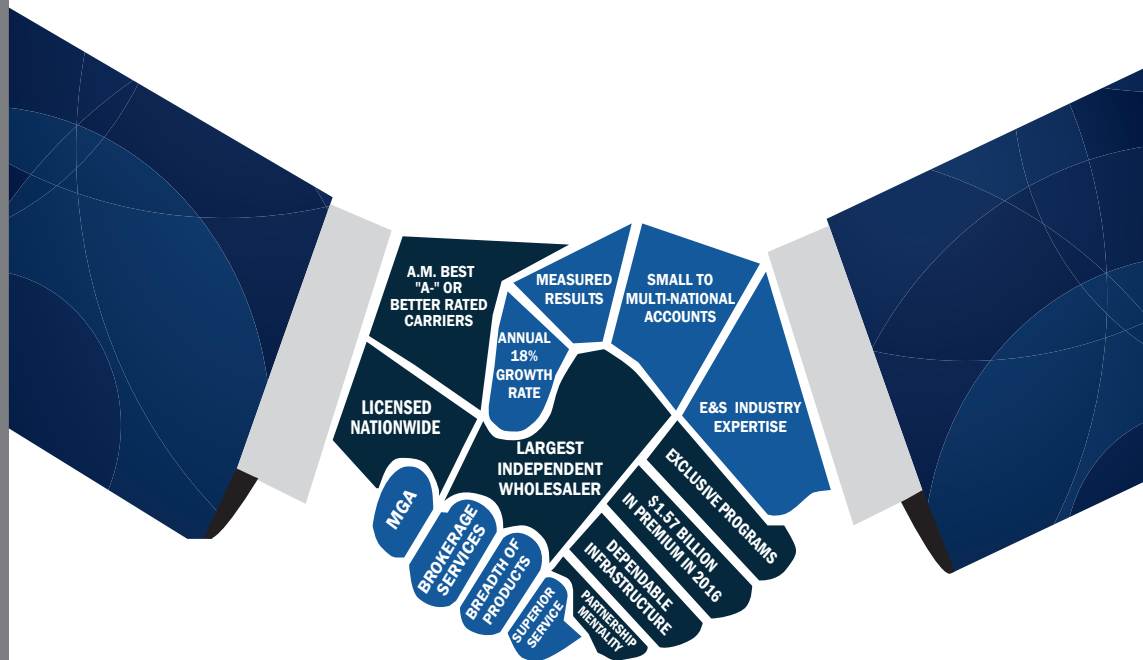 A.M. BEST
"A-" OR
BETTER RATED
CARRIERS
MEASURED
RESULTS
SMALL TO
MULTI-NATIONAL
ACCOUNTS
ANNUAL
18%
GROWTH
RATE
LICENSED
NATIONWIDE
E&S INDUSTRY
EXPERTISE
LARGEST
INDEPENDENT
WHOLESALER
MGA
BROKERAGE
SERVICES
BREADTH OF
PRODUCTS
SUPERIOR
SERVICE
EXCLUSIVE PROGRAMS
$1.57 BILLION
IN PREMIUM IN 2016
DEPENDABLE
INFRASTRUCTURE
PARTNERSHIP
MENTALITY